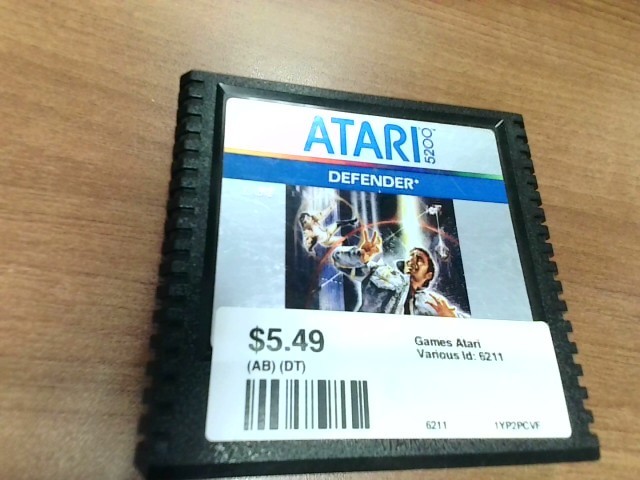 ATARI 5200
DEFENDER*
$5.49
(AB) (DT)
Games Atari
Various Id: 6211
6211
1YP2PCVF